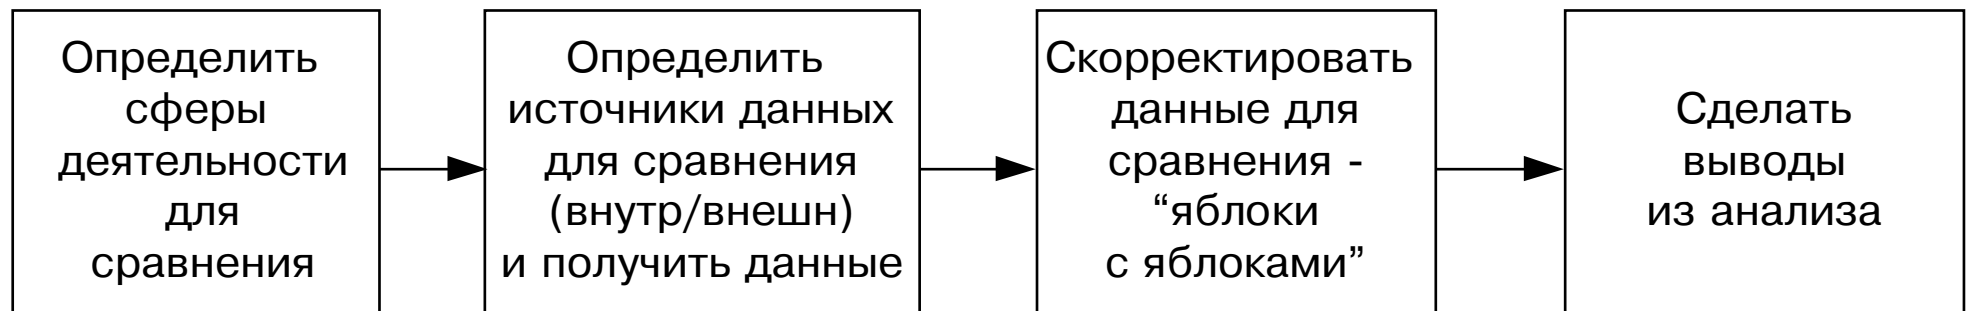 Определить
сферы
деятельности
для
сравнения
Определить
источники данных
для сравнения
(внутр/внешн)
и получить данные
Скорректировать
данные для
сравнения -
“яблоки
с яблоками”
Сделать
выводы
из анализа